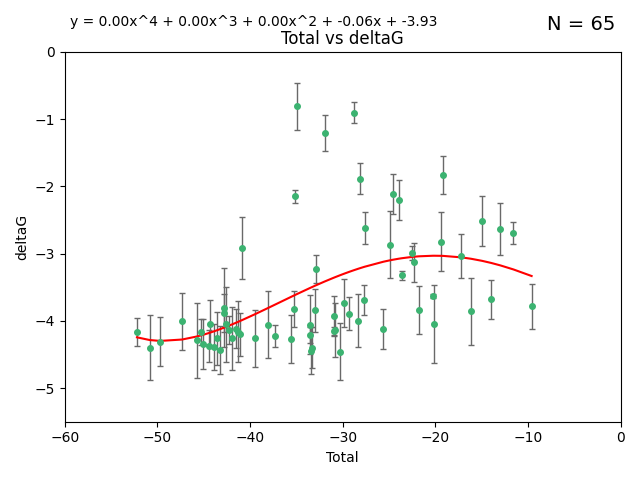 y = 0.00x^4 + 0.00x^3 + 0.00x^2 + -0.06x + -3.93
N = 65
Total vs deltaG
0
−1
−2
−3
−4
−5
deltaG
−60 −50 −40 −30 −20 −10 0
Total